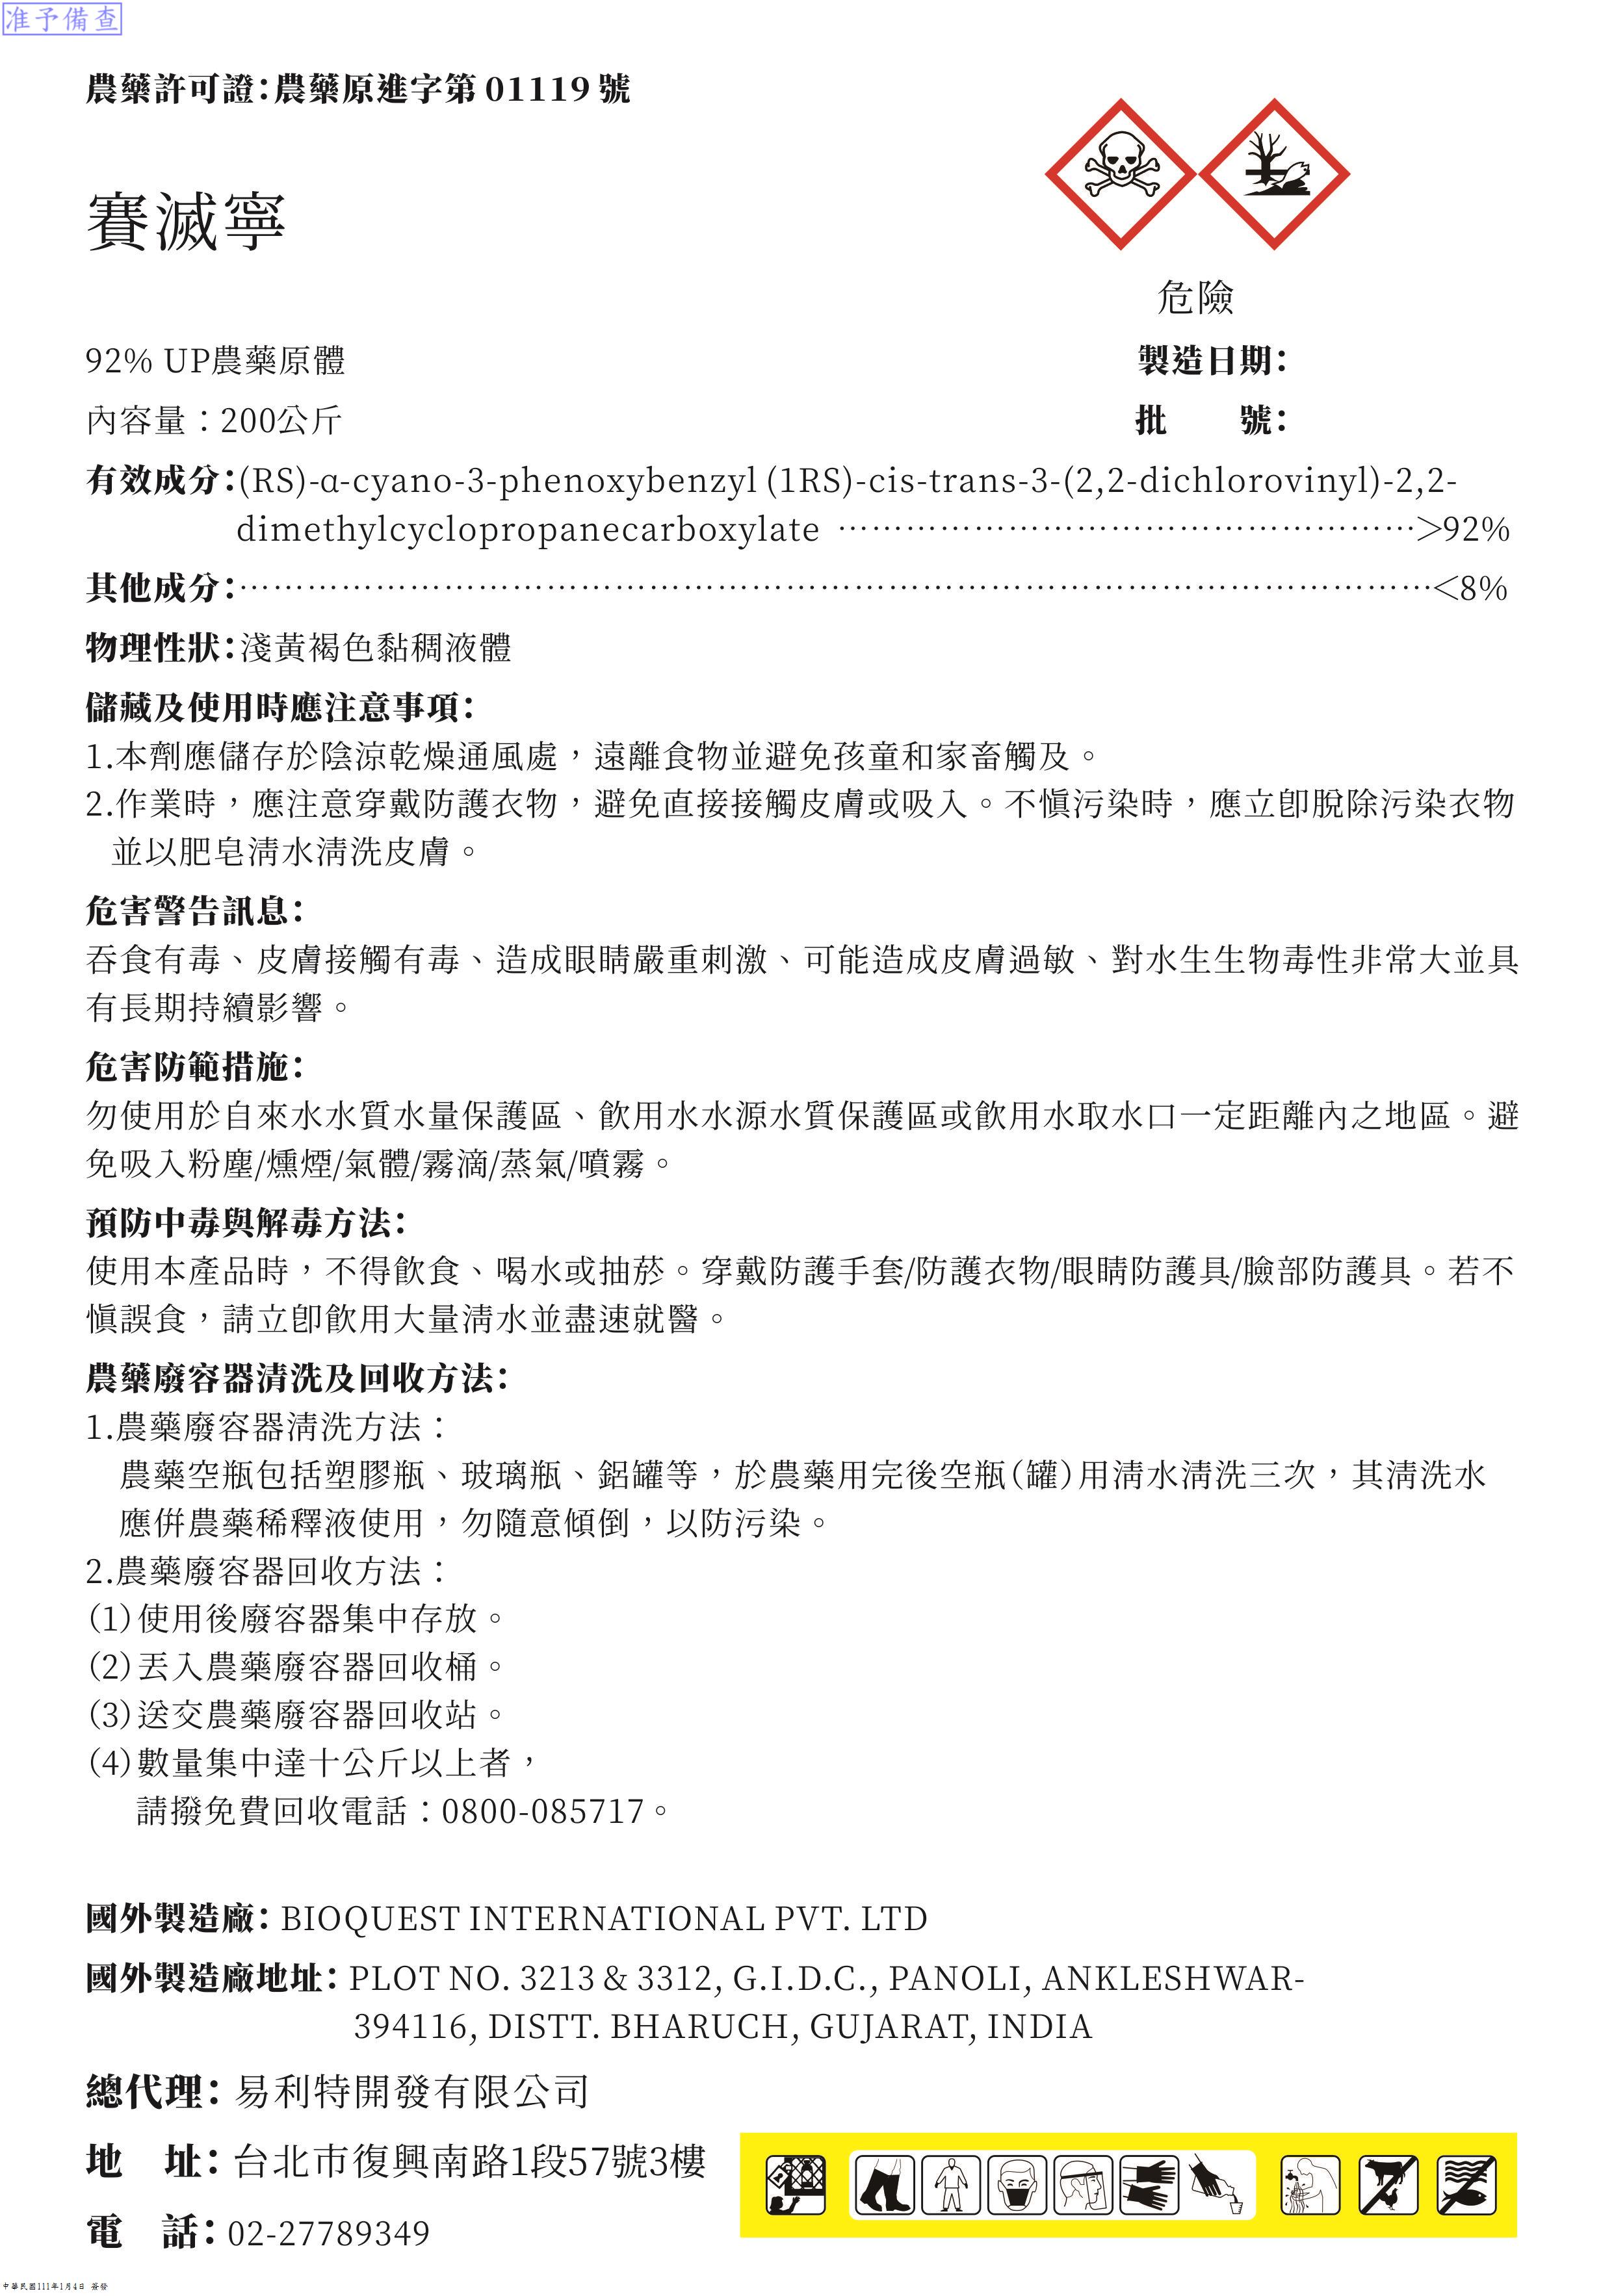 准予備查
農藥許可證：農藥原進字第 01119 號
賽滅寧
危險
92% UP農藥原體
製造日期：
內容量：200公斤
批　　號：
有效成分：(RS)-α-cyano-3-phenoxybenzyl (1RS)-cis-trans-3-(2,2-dichlorovinyl)-2,2-
dimethylcyclopropanecarboxylate ………………………………………………＞92%
其他成分：……………………………………………………………………………………………＜8%
物理性狀：淺黃褐色黏稠液體
儲藏及使用時應注意事項：
1.本劑應儲存於陰涼乾燥通風處，遠離食物並避免孩童和家畜觸及。
2.作業時，應注意穿戴防護衣物，避免直接接觸皮膚或吸入。不慎污染時，應立卽脫除污染衣物
並以肥皂淸水淸洗皮膚。
危害警告訊息：
吞食有毒、皮膚接觸有毒、造成眼睛嚴重刺激、可能造成皮膚過敏、對水生生物毒性非常大並具
有長期持續影響。
危害防範措施：
勿使用於自來水水質水量保護區、飮用水水源水質保護區或飮用水取水口一定距離內之地區。避
免吸入粉塵/燻煙/氣體/霧滴/蒸氣/噴霧。
預防中毒與解毒方法：
使用本產品時，不得飮食、喝水或抽菸。穿戴防護手套/防護衣物/眼睛防護具/臉部防護具。若不
慎誤食，請立卽飮用大量淸水並盡速就醫。
農藥廢容器清洗及回收方法：
1.農藥廢容器淸洗方法：
農藥空瓶包括塑膠瓶、玻璃瓶、鋁罐等，於農藥用完後空瓶（罐）用淸水淸洗三次，其淸洗水
應併農藥稀釋液使用，勿隨意傾倒，以防污染。
2.農藥廢容器回收方法：
（1）使用後廢容器集中存放。
（2）丟入農藥廢容器回收桶。
（3）送交農藥廢容器回收站。
（4）數量集中達十公斤以上者，
請撥免費回收電話：0800-085717。
國外製造廠： BIOQUEST INTERNATIONAL PVT. LTD
國外製造廠地址： PLOT NO. 3213 & 3312, G.I.D.C., PANOLI, ANKLESHWAR-
394116, DISTT. BHARUCH, GUJARAT, INDIA
總代理： 易利特開發有限公司
地　址： 台北市復興南路1段57號3樓
電　話： 02-27789349
中華民國111年1月4日 簽發